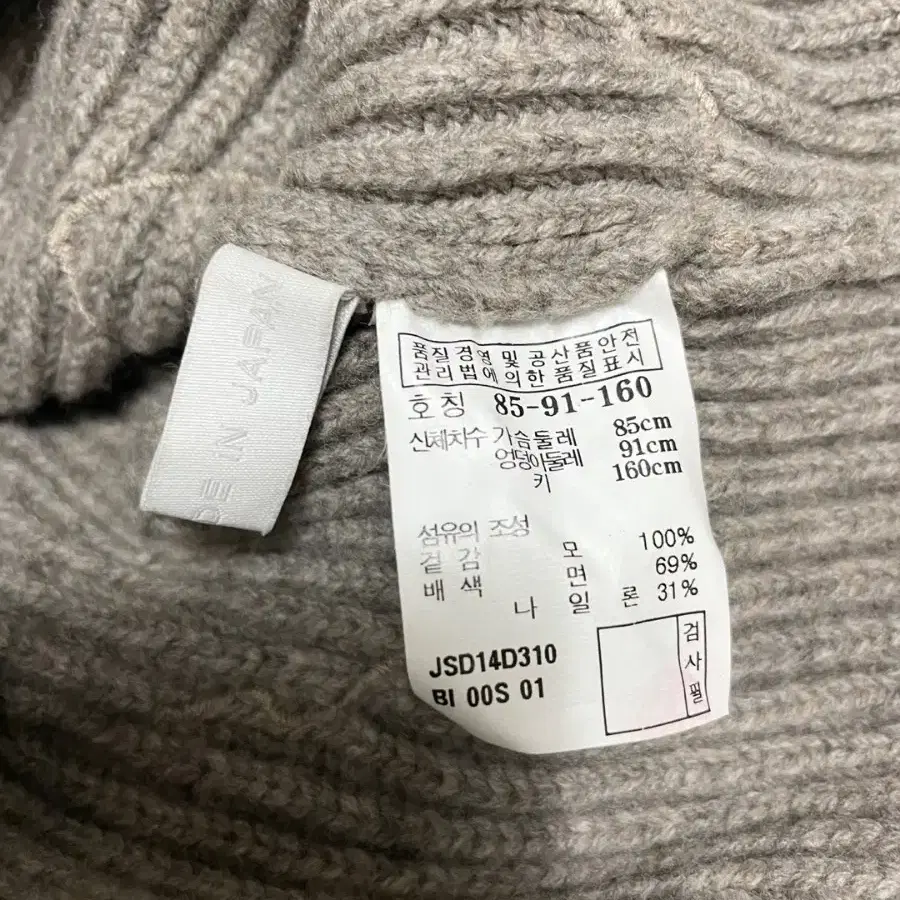 DE IN JAPAN
품질경영 및 공산품안전
관리법에 의한 품질표시
호칭 85-91-160
신체치수 가슴둘레 85cm
엉덩이둘레 91cm
키 160cm
섬유의 조성
겉감 모 100%
배색 면 69%
나일론 31%
JSD14D310
BI 00S 01
검사필